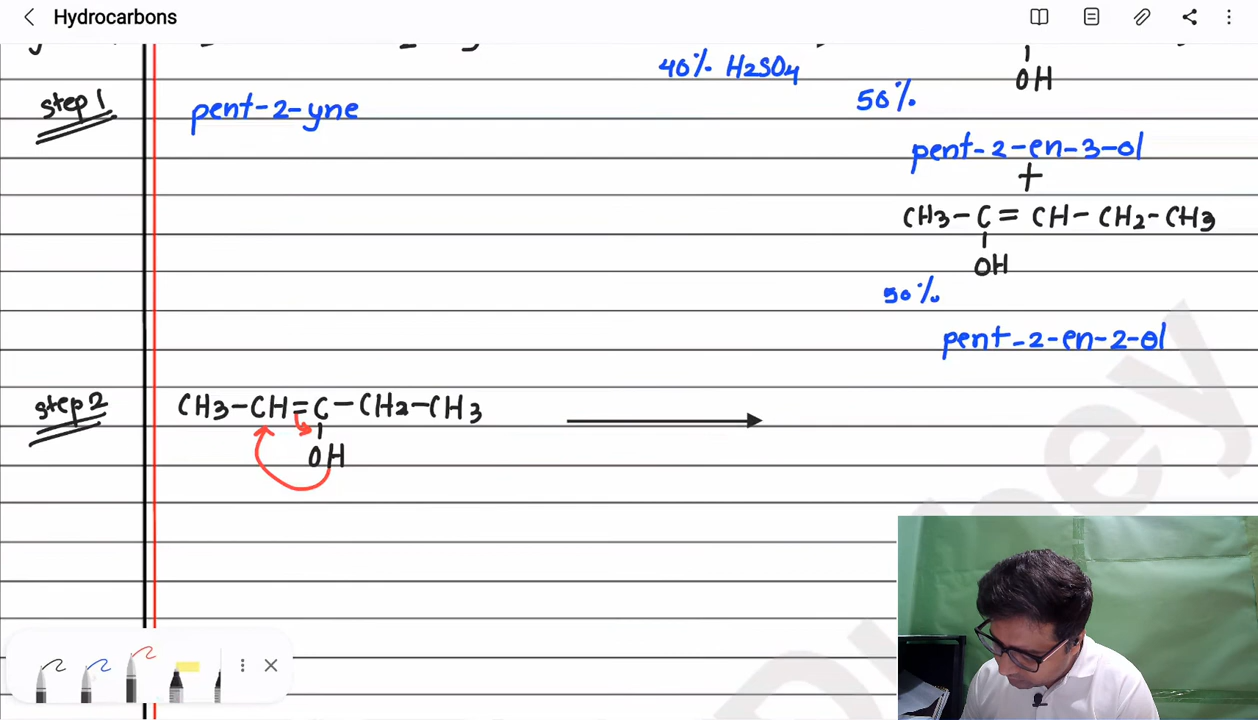 Hydrocarbons
40% H2SO4
OH
step 1
pent-2-yne
50%
pent-2-en-3-ol
+
CH3-C=CH-CH2-CH3
OH
50%
pent-2-en-2-ol
step 2
CH3-CH=C-CH2-CH3
OH